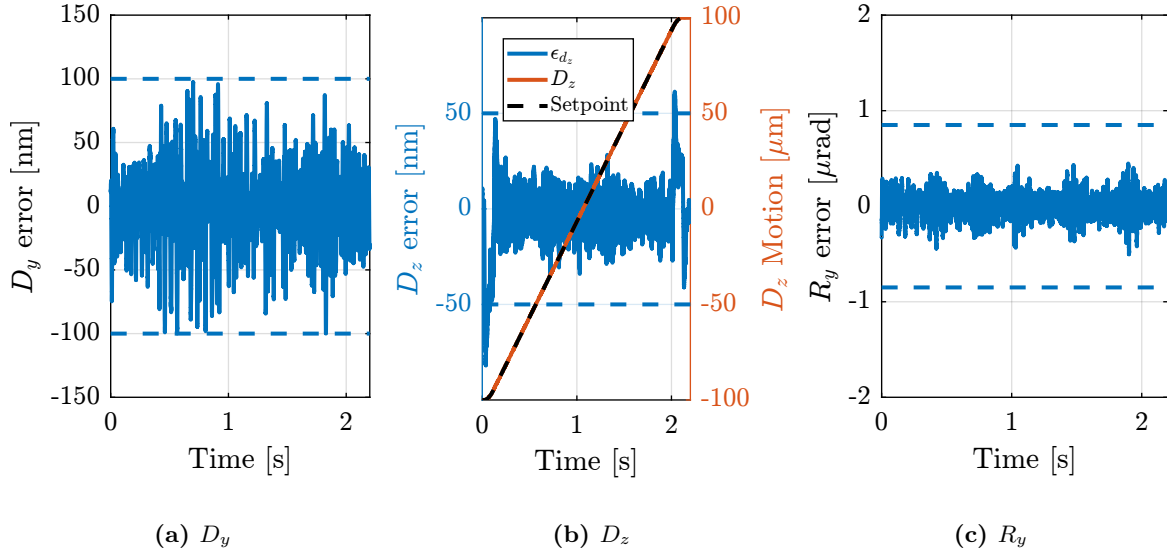 150
100
50
0
-50
-100
-150
D_y error [nm]
0 1 2
Time [s]
(a) D_y
50
0
-50
D_z error [nm]
ϵ_{d_z}
D_z
Setpoint
100
50
0
-50
-100
D_z Motion [μm]
0 1 2
Time [s]
(b) D_z
2
1
0
-1
-2
R_y error [μrad]
0 1 2
Time [s]
(c) R_y